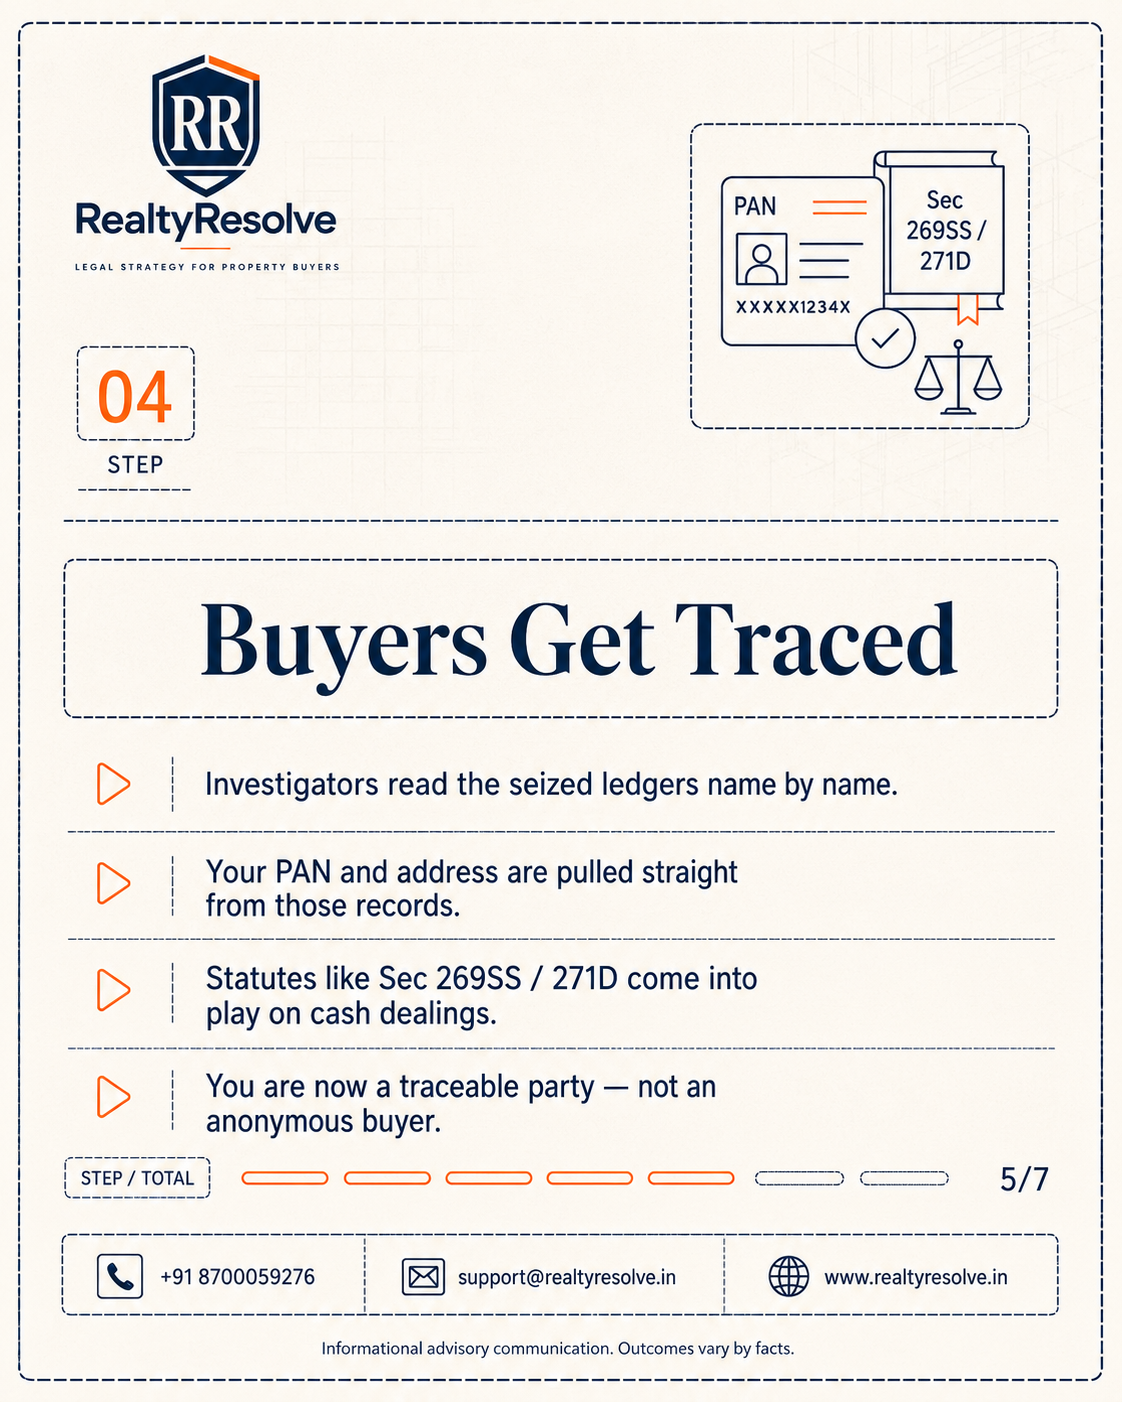 RR
RealtyResolve
LEGAL STRATEGY FOR PROPERTY BUYERS
PAN
XXXXX1234X
Sec
269SS /
271D
04
STEP
Buyers Get Traced
Investigators read the seized ledgers name by name.
Your PAN and address are pulled straight
from those records.
Statutes like Sec 269SS / 271D come into
play on cash dealings.
You are now a traceable party — not an
anonymous buyer.
STEP / TOTAL
5/7
+91 8700059276
support@realtyresolve.in
www.realtyresolve.in
Informational advisory communication. Outcomes vary by facts.